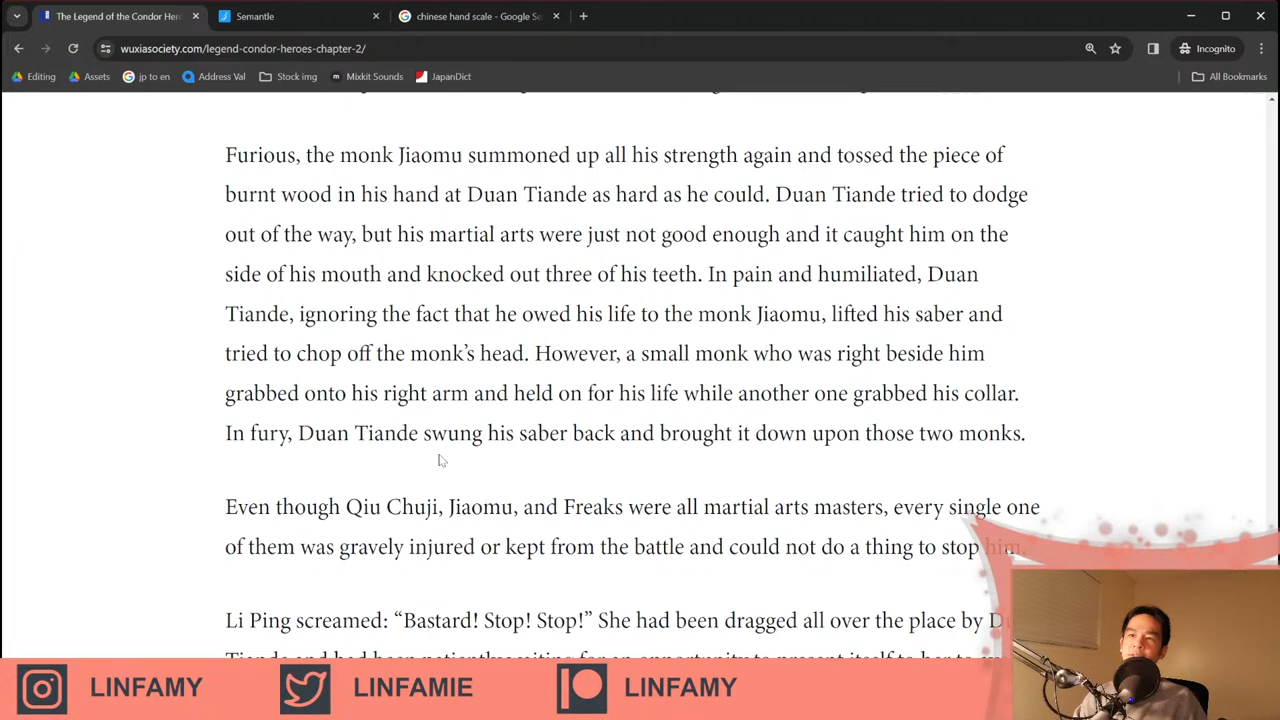 The Legend of the Condor Her
Semantle
chinese hand scale - Google Se
wuxiasociety.com/legend-condor-heroes-chapter-2/
Incognito
Editing Assets jp to en Address Val Stock img Mixkit Sounds JapanDict All Bookmarks
Furious, the monk Jiaomu summoned up all his strength again and tossed the piece of
burnt wood in his hand at Duan Tiande as hard as he could. Duan Tiande tried to dodge
out of the way, but his martial arts were just not good enough and it caught him on the
side of his mouth and knocked out three of his teeth. In pain and humiliated, Duan
Tiande, ignoring the fact that he owed his life to the monk Jiaomu, lifted his saber and
tried to chop off the monk’s head. However, a small monk who was right beside him
grabbed onto his right arm and held on for his life while another one grabbed his collar.
In fury, Duan Tiande swung his saber back and brought it down upon those two monks.
Even though Qiu Chuji, Jiaomu, and Freaks were all martial arts masters, every single one
of them was gravely injured or kept from the battle and could not do a thing to stop him.
Li Ping screamed: “Bastard! Stop! Stop!” She had been dragged all over the place by
LINFAMY LINFAMIE LINFAMY